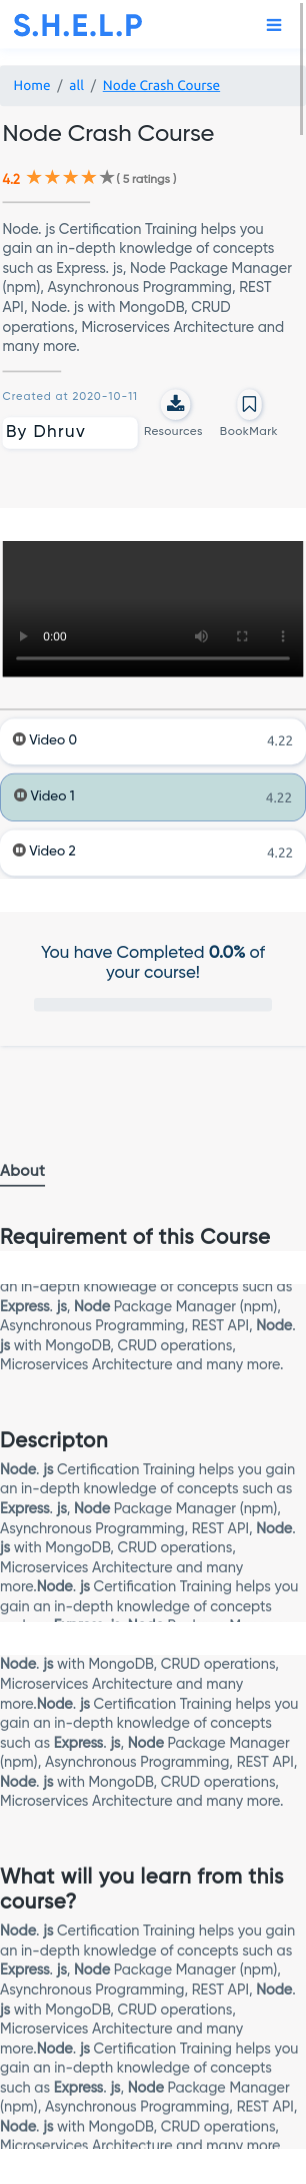 S.H.E.L.P
Home / all / Node Crash Course
Node Crash Course
4.2 ( 5 ratings )
Node. js Certification Training helps you
gain an in-depth knowledge of concepts
such as Express. js, Node Package Manager
(npm), Asynchronous Programming, REST
API, Node. js with MongoDB, CRUD
operations, Microservices Architecture and
many more.
Created at 2020-10-11
By Dhruv
Resources
BookMark
0:00
Video 0 4.22
Video 1 4.22
Video 2 4.22
You have Completed 0.0% of
your course!
About
Requirement of this Course
an in-depth knowledge of concepts such as
Express. js, Node Package Manager (npm),
Asynchronous Programming, REST API, Node.
js with MongoDB, CRUD operations,
Microservices Architecture and many more.
Descripton
Node. js Certification Training helps you gain
an in-depth knowledge of concepts such as
Express. js, Node Package Manager (npm),
Asynchronous Programming, REST API, Node.
js with MongoDB, CRUD operations,
Microservices Architecture and many
more.Node. js Certification Training helps you
gain an in-depth knowledge of concepts
Node. js with MongoDB, CRUD operations,
Microservices Architecture and many
more.Node. js Certification Training helps you
gain an in-depth knowledge of concepts
such as Express. js, Node Package Manager
(npm), Asynchronous Programming, REST API,
Node. js with MongoDB, CRUD operations,
Microservices Architecture and many more.
What will you learn from this
course?
Node. js Certification Training helps you gain
an in-depth knowledge of concepts such as
Express. js, Node Package Manager (npm),
Asynchronous Programming, REST API, Node.
js with MongoDB, CRUD operations,
Microservices Architecture and many
more.Node. js Certification Training helps you
gain an in-depth knowledge of concepts
such as Express. js, Node Package Manager
(npm), Asynchronous Programming, REST API,
Node. js with MongoDB, CRUD operations,
Microservices Architecture and many more